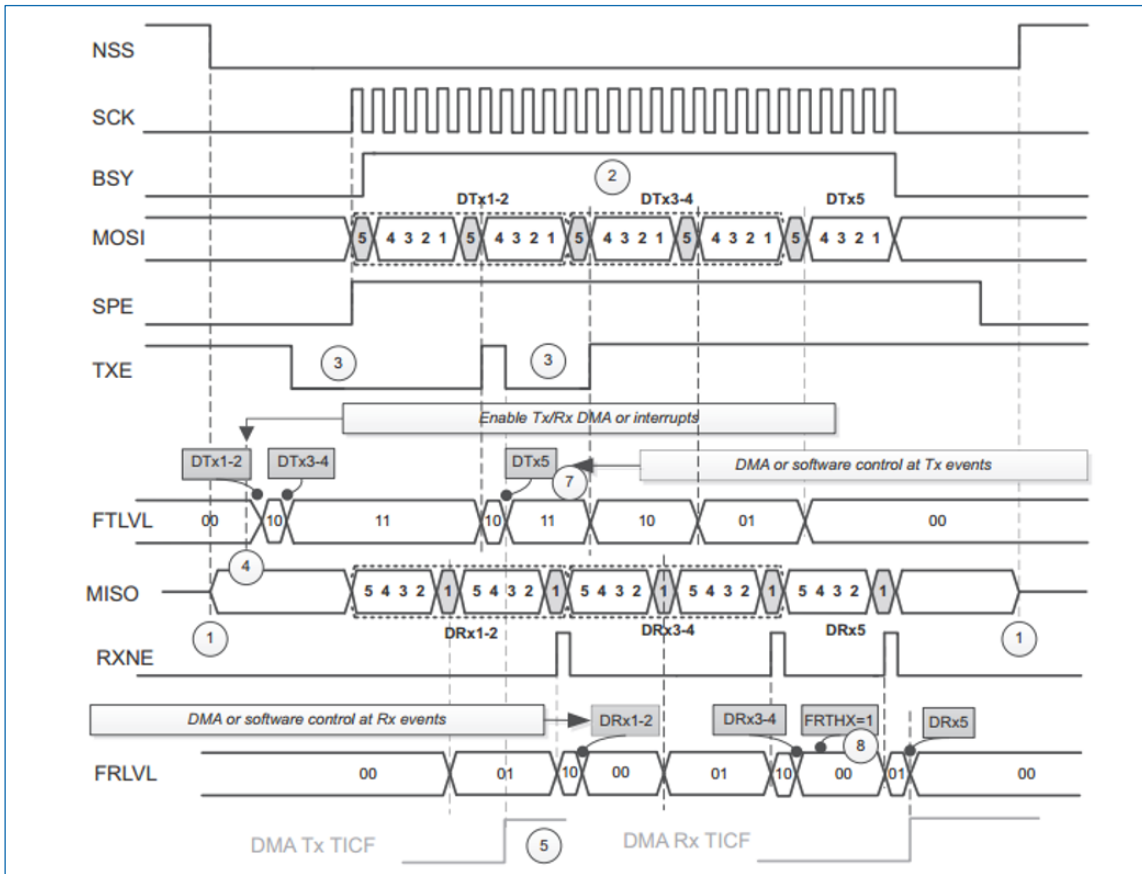 NSS
SCK
BSY
2
DTx1-2 DTx3-4 DTx5
MOSI 5 4 3 2 1 5 4 3 2 1 5 4 3 2 1 5 4 3 2 1 5 4 3 2 1
SPE
TXE 3 3
Enable Tx/Rx DMA or interrupts
DTx1-2 DTx3-4 DTx5 DMA or software control at Tx events
7
FTLVL 00 10 11 10 11 10 01 00
4
MISO 5 4 3 2 1 5 4 3 2 1 5 4 3 2 1 5 4 3 2 1 5 4 3 2 1
1 DRx1-2 DRx3-4 DRx5 1
RXNE
DMA or software control at Rx events DRx1-2 DRx3-4 FRTHX=1 DRx5
8
FRLVL 00 01 10 00 01 10 00 01 00
DMA Tx TICF 5 DMA Rx TICF